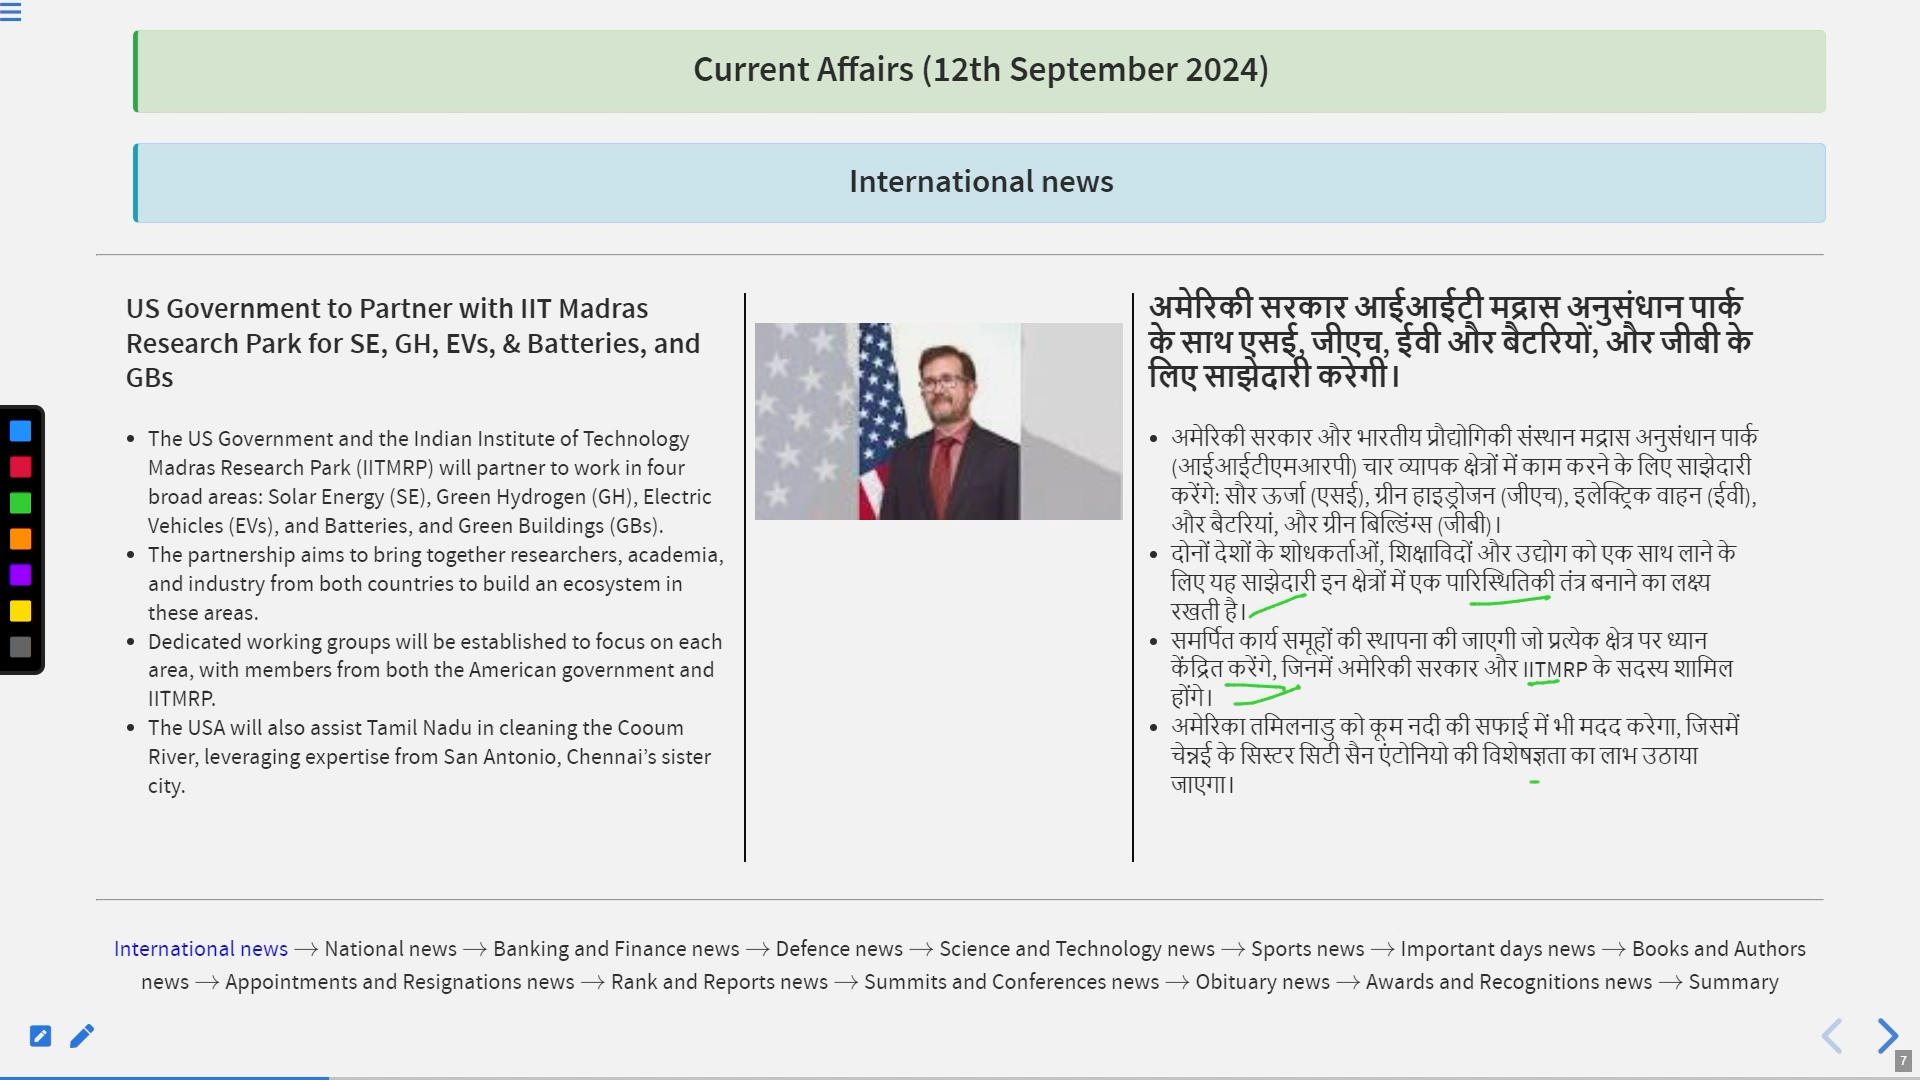 Current Affairs (12th September 2024)
International news
US Government to Partner with IIT Madras
Research Park for SE, GH, EVs, & Batteries, and
GBs
• The US Government and the Indian Institute of Technology
Madras Research Park (IITMRP) will partner to work in four
broad areas: Solar Energy (SE), Green Hydrogen (GH), Electric
Vehicles (EVs), and Batteries, and Green Buildings (GBs).
• The partnership aims to bring together researchers, academia,
and industry from both countries to build an ecosystem in
these areas.
• Dedicated working groups will be established to focus on each
area, with members from both the American government and
IITMRP.
• The USA will also assist Tamil Nadu in cleaning the Cooum
River, leveraging expertise from San Antonio, Chennai’s sister
city.
अमेरिकी सरकार आईआईटी मद्रास अनुसंधान पार्क
के साथ एसई, जीएच, ईवी और बैटरियों, और जीबी के
लिए साझेदारी करेगी।
• अमेरिकी सरकार और भारतीय प्रौद्योगिकी संस्थान मद्रास अनुसंधान पार्क
(आईआईटीएमआरपी) चार व्यापक क्षेत्रों में काम करने के लिए साझेदारी
करेंगे: सौर ऊर्जा (एसई), ग्रीन हाइड्रोजन (जीएच), इलेक्ट्रिक वाहन (ईवी),
और बैटरियां, और ग्रीन बिल्डिंग्स (जीबी)।
• दोनों देशों के शोधकर्ताओं, शिक्षाविदों और उद्योग को एक साथ लाने के
लिए यह साझेदारी इन क्षेत्रों में एक पारिस्थितिकी तंत्र बनाने का लक्ष्य
रखती है।
• समर्पित कार्य समूहों की स्थापना की जाएगी जो प्रत्येक क्षेत्र पर ध्यान
केंद्रित करेंगे, जिनमें अमेरिकी सरकार और IITMRP के सदस्य शामिल
होंगे।
• अमेरिका तमिलनाडु को कूम नदी की सफाई में भी मदद करेगा, जिसमें
चेन्नई के सिस्टर सिटी सैन एंटोनियो की विशेषज्ञता का लाभ उठाया
जाएगा।
International news → National news → Banking and Finance news → Defence news → Science and Technology news → Sports news → Important days news → Books and Authors
news → Appointments and Resignations news → Rank and Reports news → Summits and Conferences news → Obituary news → Awards and Recognitions news → Summary
7